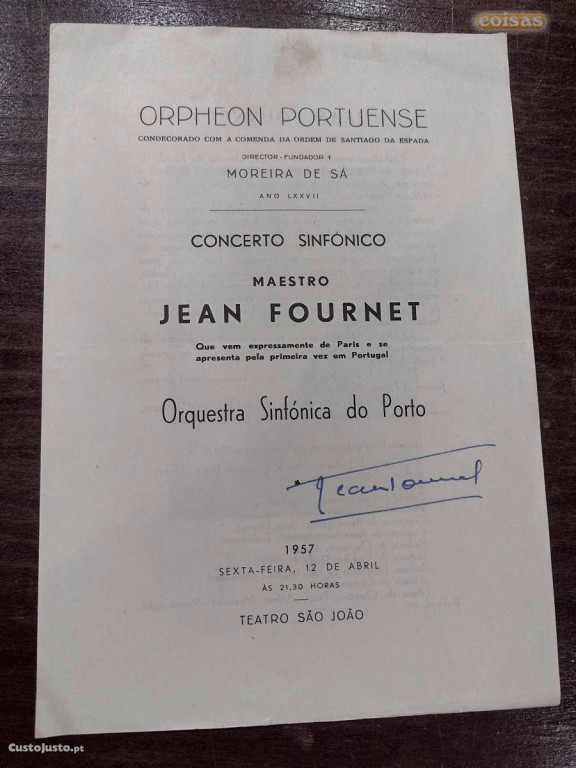 coisas
ORPHEON PORTUENSE
CONDECORADO COM A COMENDA DA ORDEM DE SANTIAGO DA ESPADA
DIRECTOR-FUNDADOR †
MOREIRA DE SÁ
ANO LXXVII
CONCERTO SINFÓNICO
MAESTRO
JEAN FOURNET
Que vem expressamente de Paris e se
apresenta pela primeira vez em Portugal
Orquestra Sinfónica do Porto
Jean Fournet
1957
SEXTA-FEIRA, 12 DE ABRIL
ÀS 21,30 HORAS
TEATRO SÃO JOÃO
CustoJusto.pt